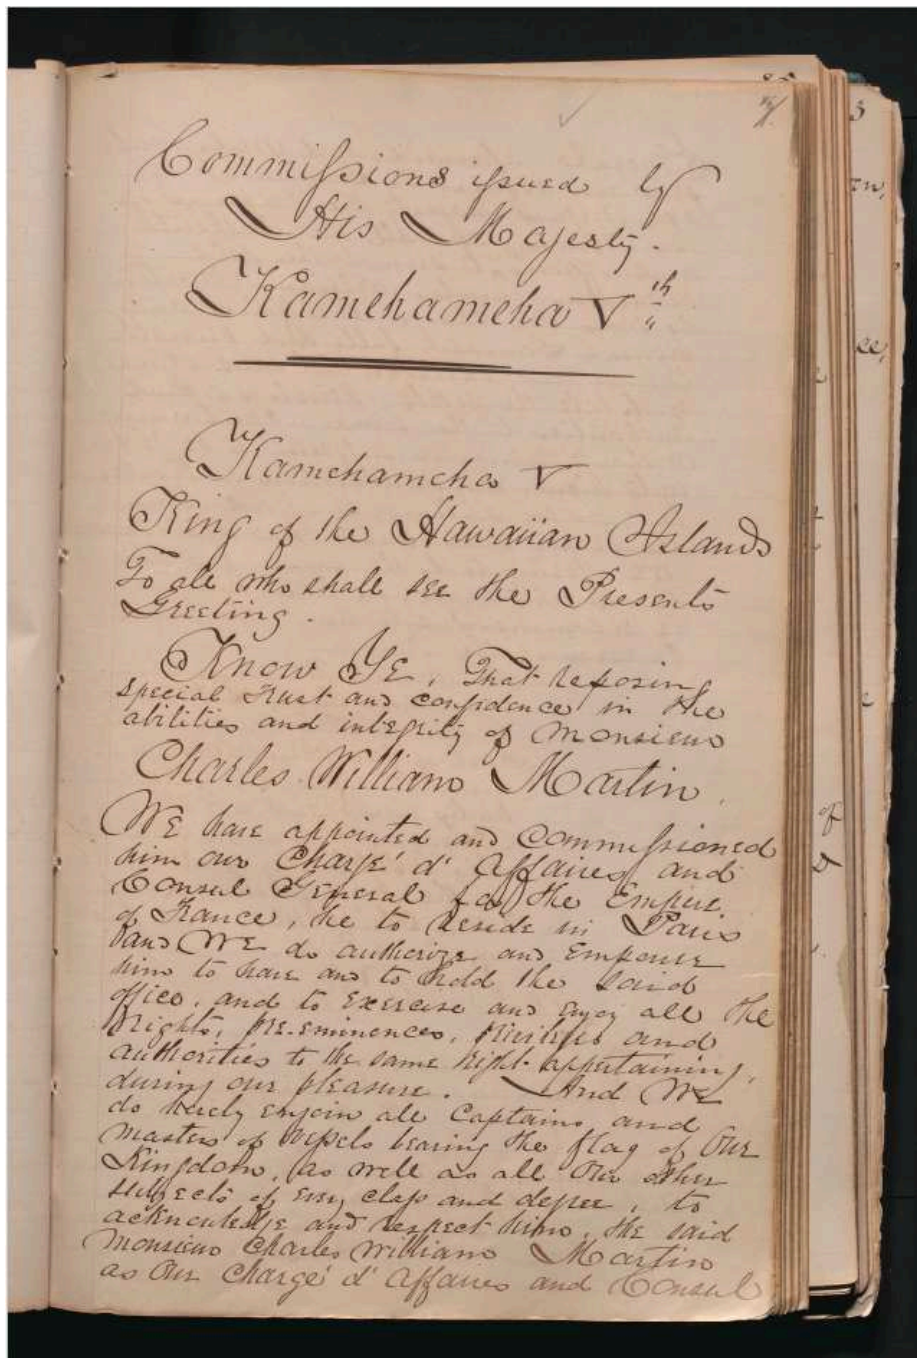 Commissions issued by
His Majesty.
Kamehameha Vth
Kamehameha V
King of the Hawaiian Islands
To all who shall see the Presents
Greeting.
Know Ye, That reposing
special Trust and confidence in the
abilities and integrity of Monsieur
Charles William Martin,
We have appointed and commissioned
him our Chargé d' Affaires and
Consul General for the Empire
of France, he to reside in Paris
and We do authorize and Empower
him to have and to hold the said
office, and to Exercise and enjoy all the
Rights, pre-eminences, privileges and
authorities to the same right appertaining,
during our pleasure. And We
do hereby enjoin all Captains and
masters of vessels bearing the flag of Our
Kingdom, as well as all Our other
subjects of every class and degree, to
acknowledge and respect him, the said
Monsieur Charles William Martin
as Our Chargé d' Affaires and Consul